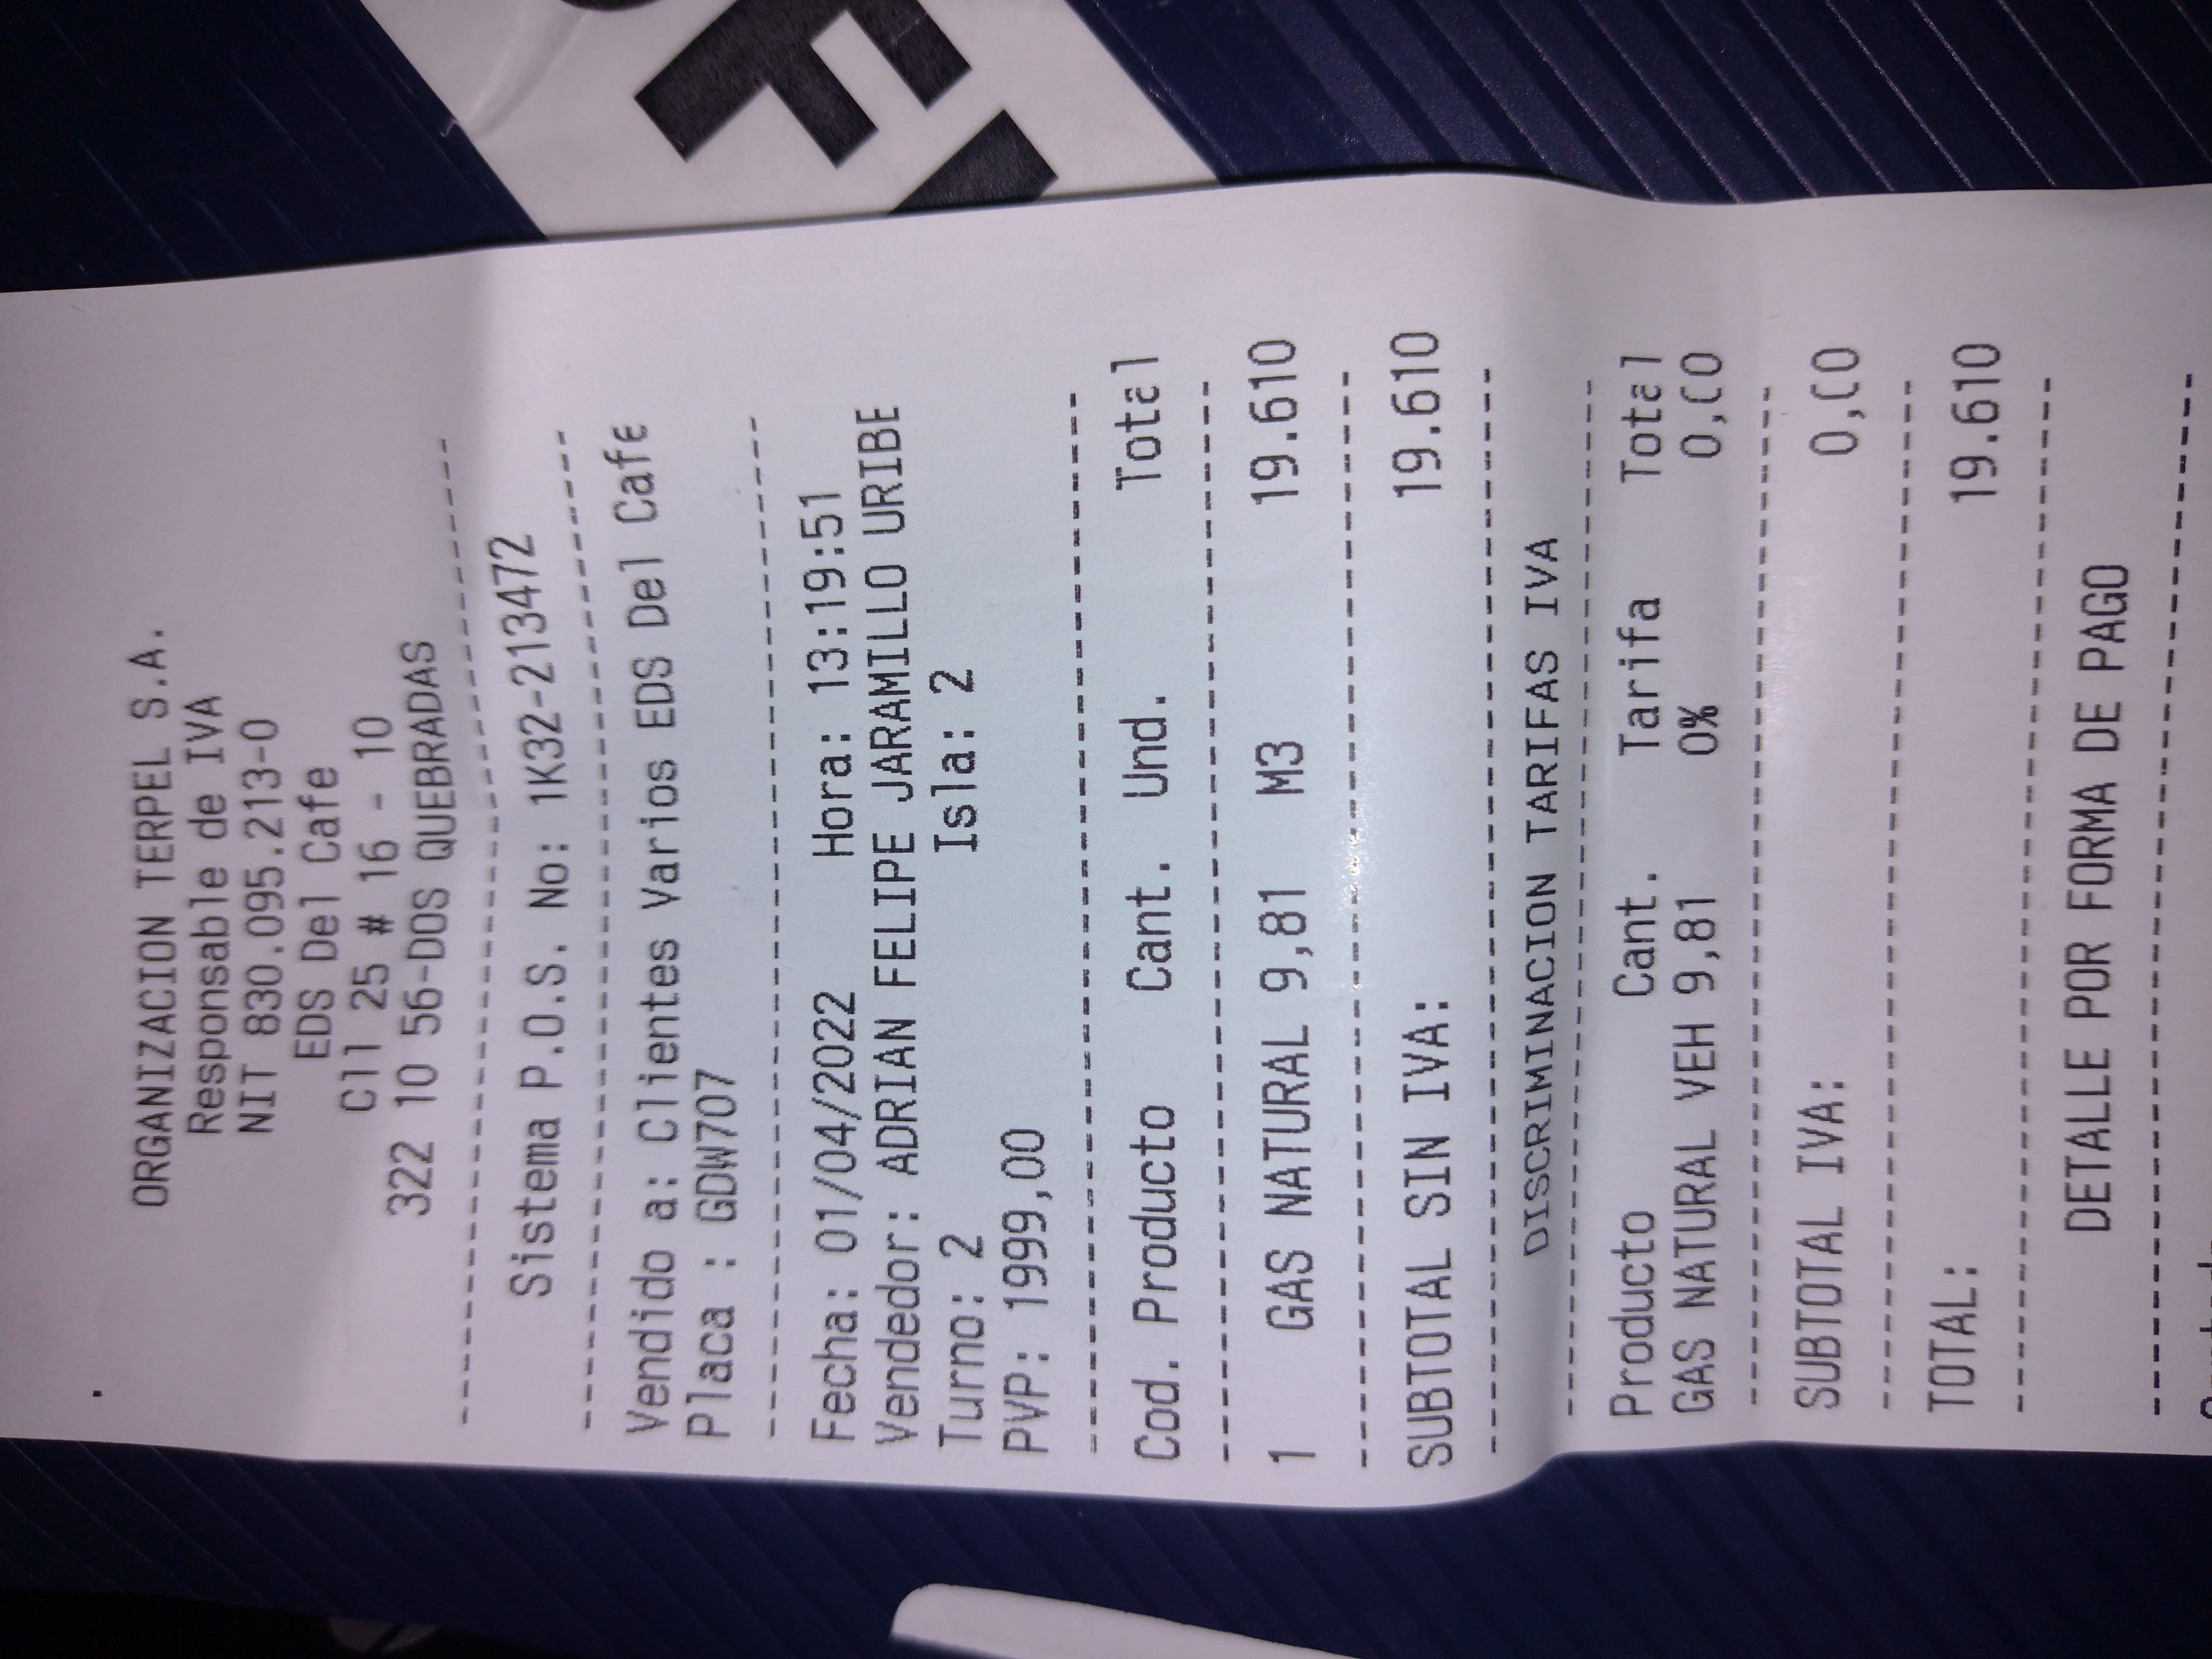 ORGANIZACION TERPEL S.A.
Responsable de IVA
NIT 830.095.213-0
EDS Del Cafe
Cll 25 # 16 - 10
322 10 56-DOS QUEBRADAS
Sistema P.O.S. No: 1K32-213472
Vendido a: Clientes Varios EDS Del Cafe
Placa : GDW707
Fecha: 01/04/2022 Hora: 13:19:51
Vendedor: ADRIAN FELIPE JARAMILLO URIBE
Turno: 2 Isla: 2
PVP: 1999,00
Cod. Producto Cant. Und. Total
1 GAS NATURAL 9,81 M3 19.610
SUBTOTAL SIN IVA: 19.610
DISCRIMINACION TARIFAS IVA
Producto Cant. Tarifa Total
GAS NATURAL VEH 9,81 0% 0,00
SUBTOTAL IVA: 0,00
TOTAL: 19.610
DETALLE POR FORMA DE PAGO